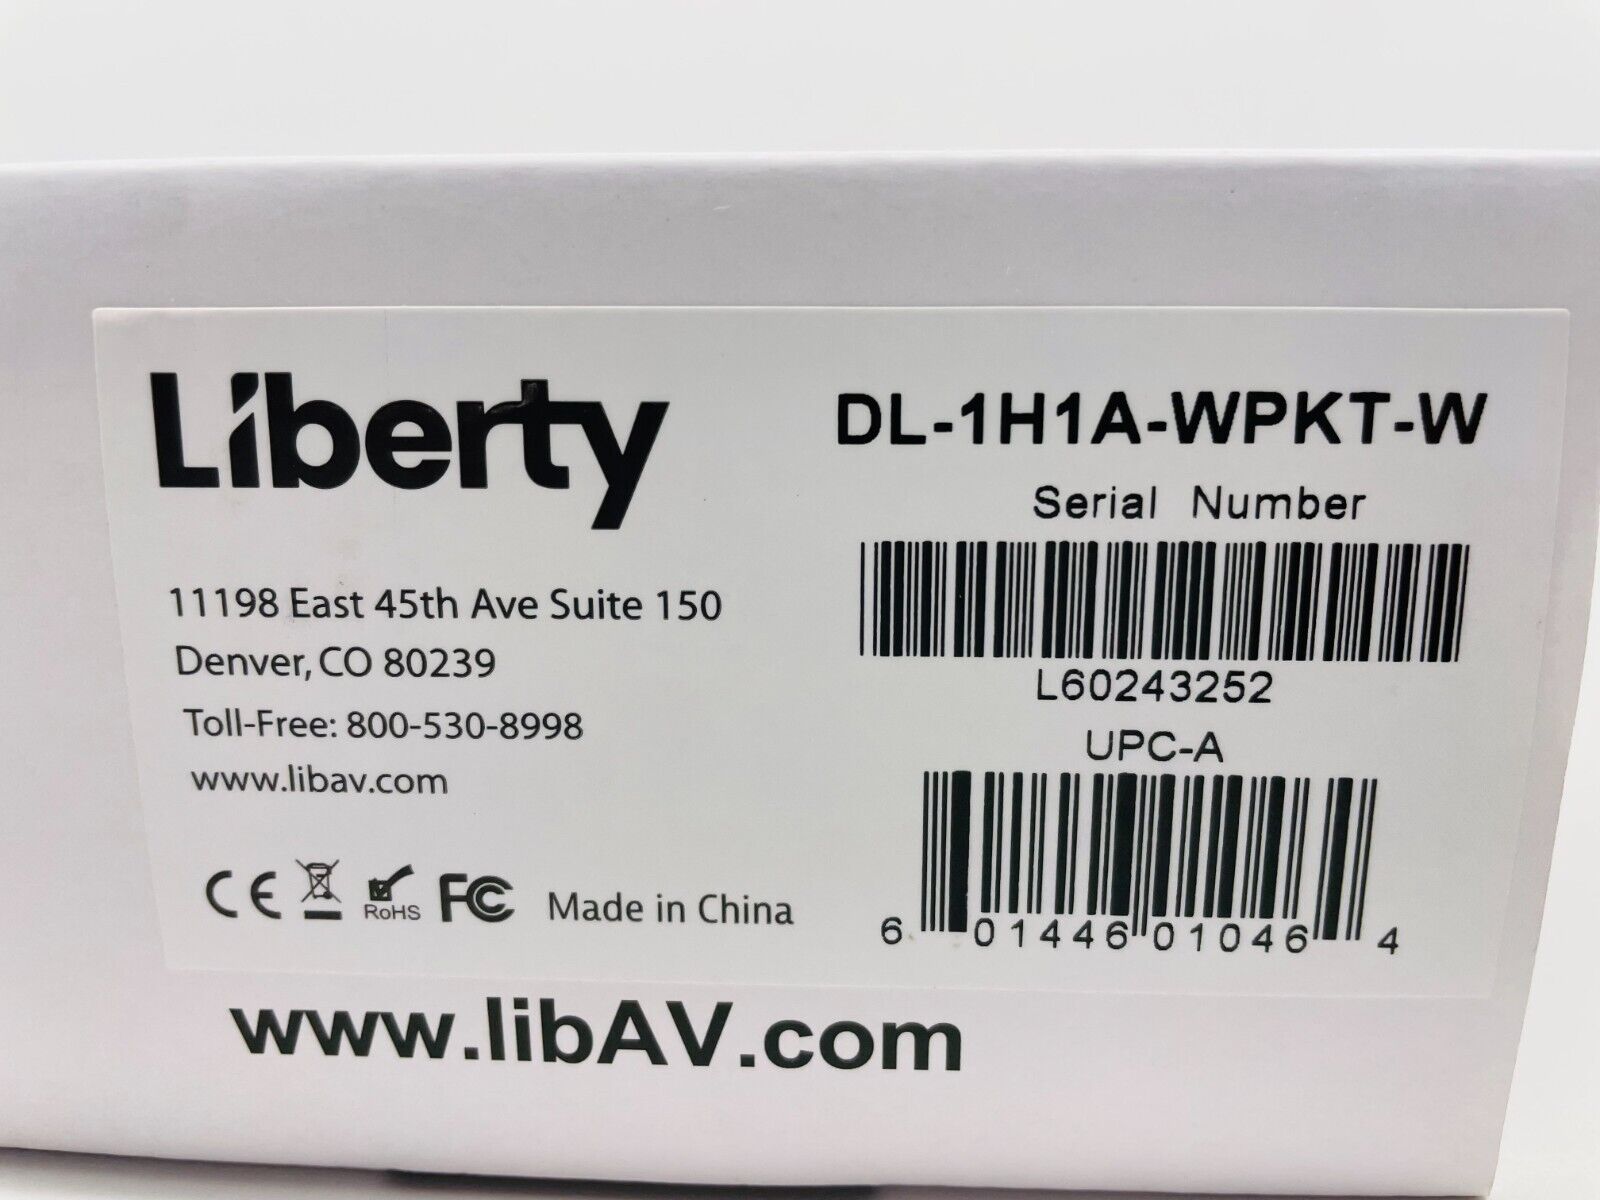 Liberty
11198 East 45th Ave Suite 150
Denver, CO 80239
Toll-Free: 800-530-8998
www.libav.com
CE RoHS FC Made in China
DL-1H1A-WPKT-W
Serial Number
L60243252
UPC-A
6 01446 01046 4
www.libAV.com